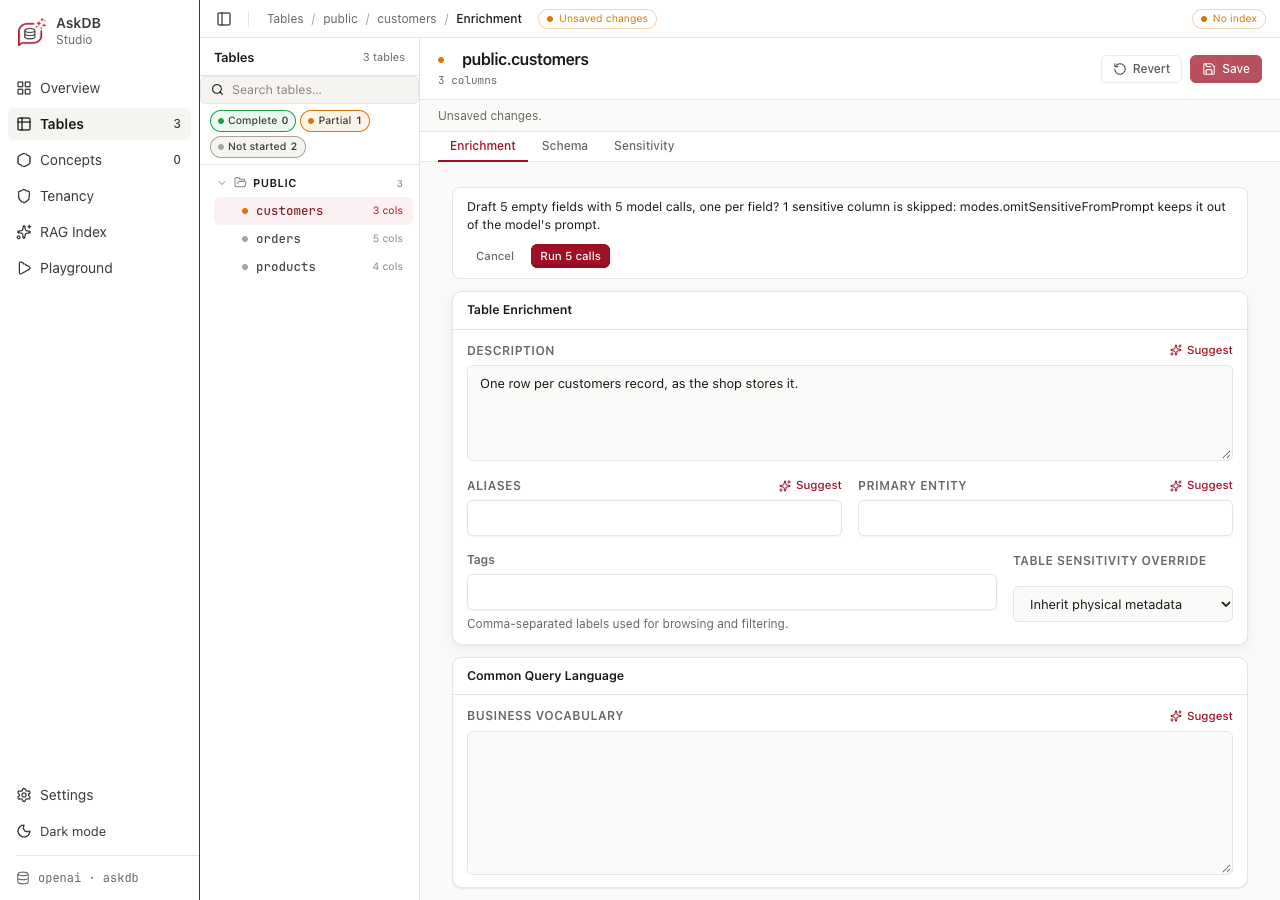 AskDB
Studio
Overview
Tables 3
Concepts 0
Tenancy
RAG Index
Playground
Settings
Dark mode
openai · askdb
Tables / public / customers / Enrichment
Unsaved changes
No index
Tables 3 tables
Search tables...
Complete 0
Partial 1
Not started 2
PUBLIC 3
customers 3 cols
orders 5 cols
products 4 cols
public.customers
3 columns
Revert
Save
Unsaved changes.
Enrichment Schema Sensitivity
Draft 5 empty fields with 5 model calls, one per field? 1 sensitive column is skipped: modes.omitSensitiveFromPrompt keeps it out
of the model's prompt.
Cancel Run 5 calls
Table Enrichment
DESCRIPTION Suggest
One row per customers record, as the shop stores it.
ALIASES Suggest PRIMARY ENTITY Suggest
Tags TABLE SENSITIVITY OVERRIDE
Inherit physical metadata
Comma-separated labels used for browsing and filtering.
Common Query Language
BUSINESS VOCABULARY Suggest